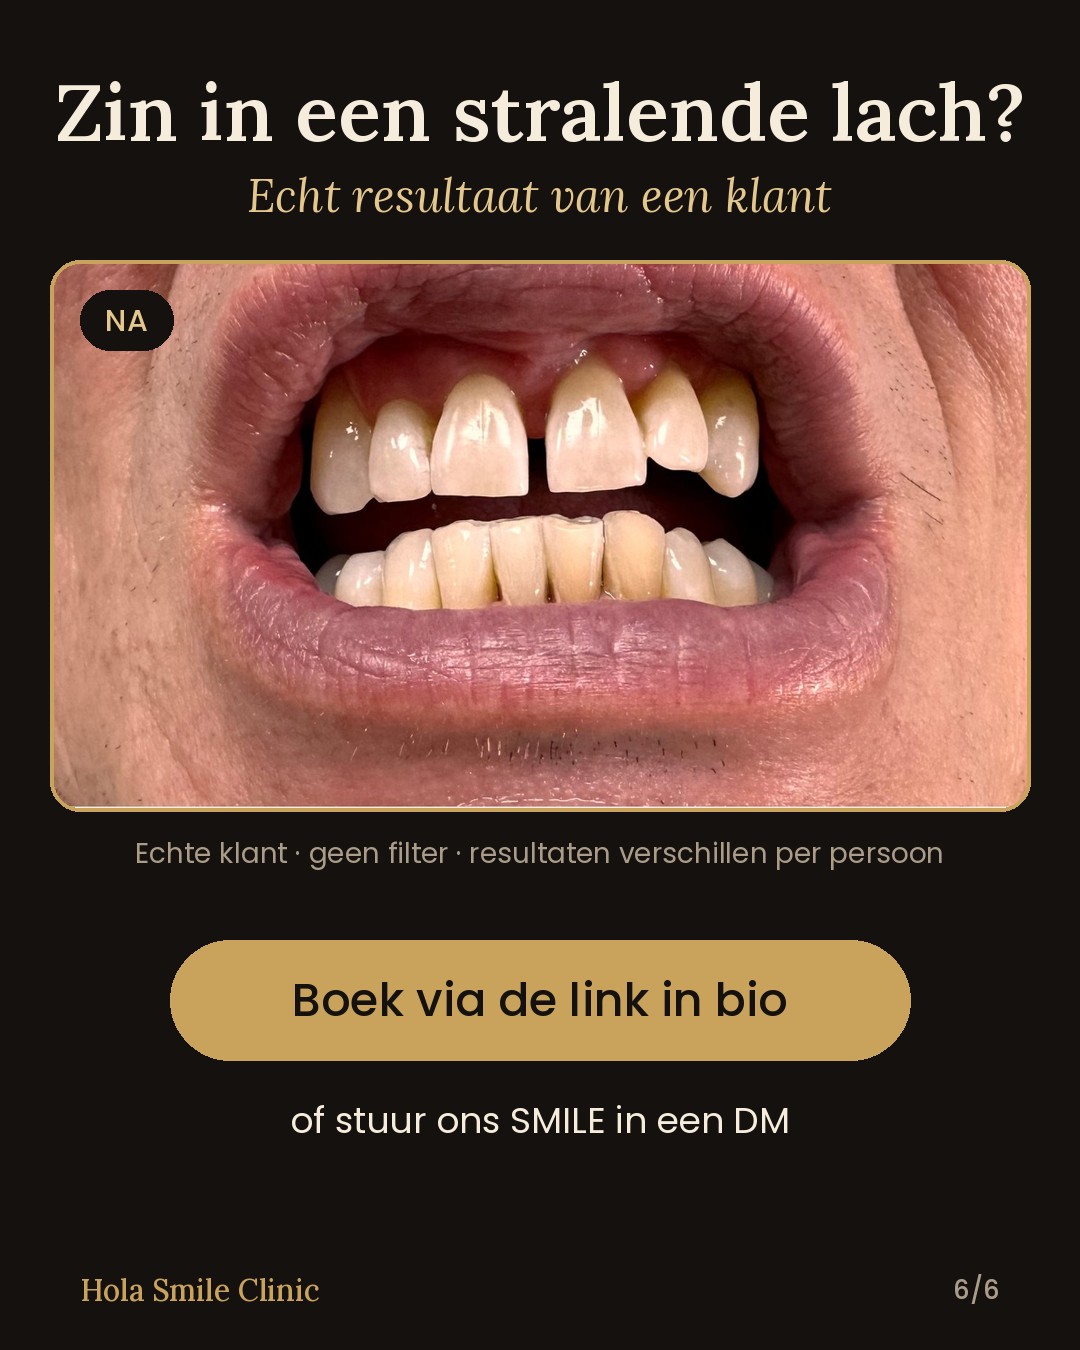 Zin in een stralende lach?
Echt resultaat van een klant
NA
Echte klant · geen filter · resultaten verschillen per persoon
Boek via de link in bio
of stuur ons SMILE in een DM
Hola Smile Clinic
6/6